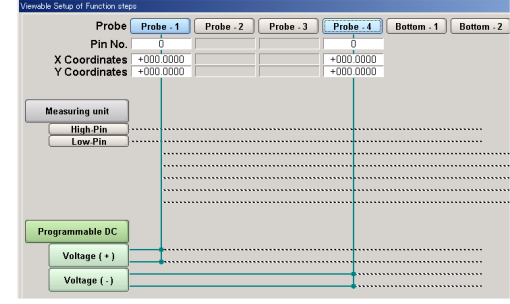 Viewable Setup of Function steps
Probe Probe - 1 Probe - 2 Probe - 3 Probe - 4 Bottom - 1 Bottom - 2
Pin No. 0 0
X Coordinates +000.0000 +000.0000
Y Coordinates +000.0000 +000.0000
Measuring unit
High-Pin
Low-Pin
Programmable DC
Voltage ( + )
Voltage ( - )